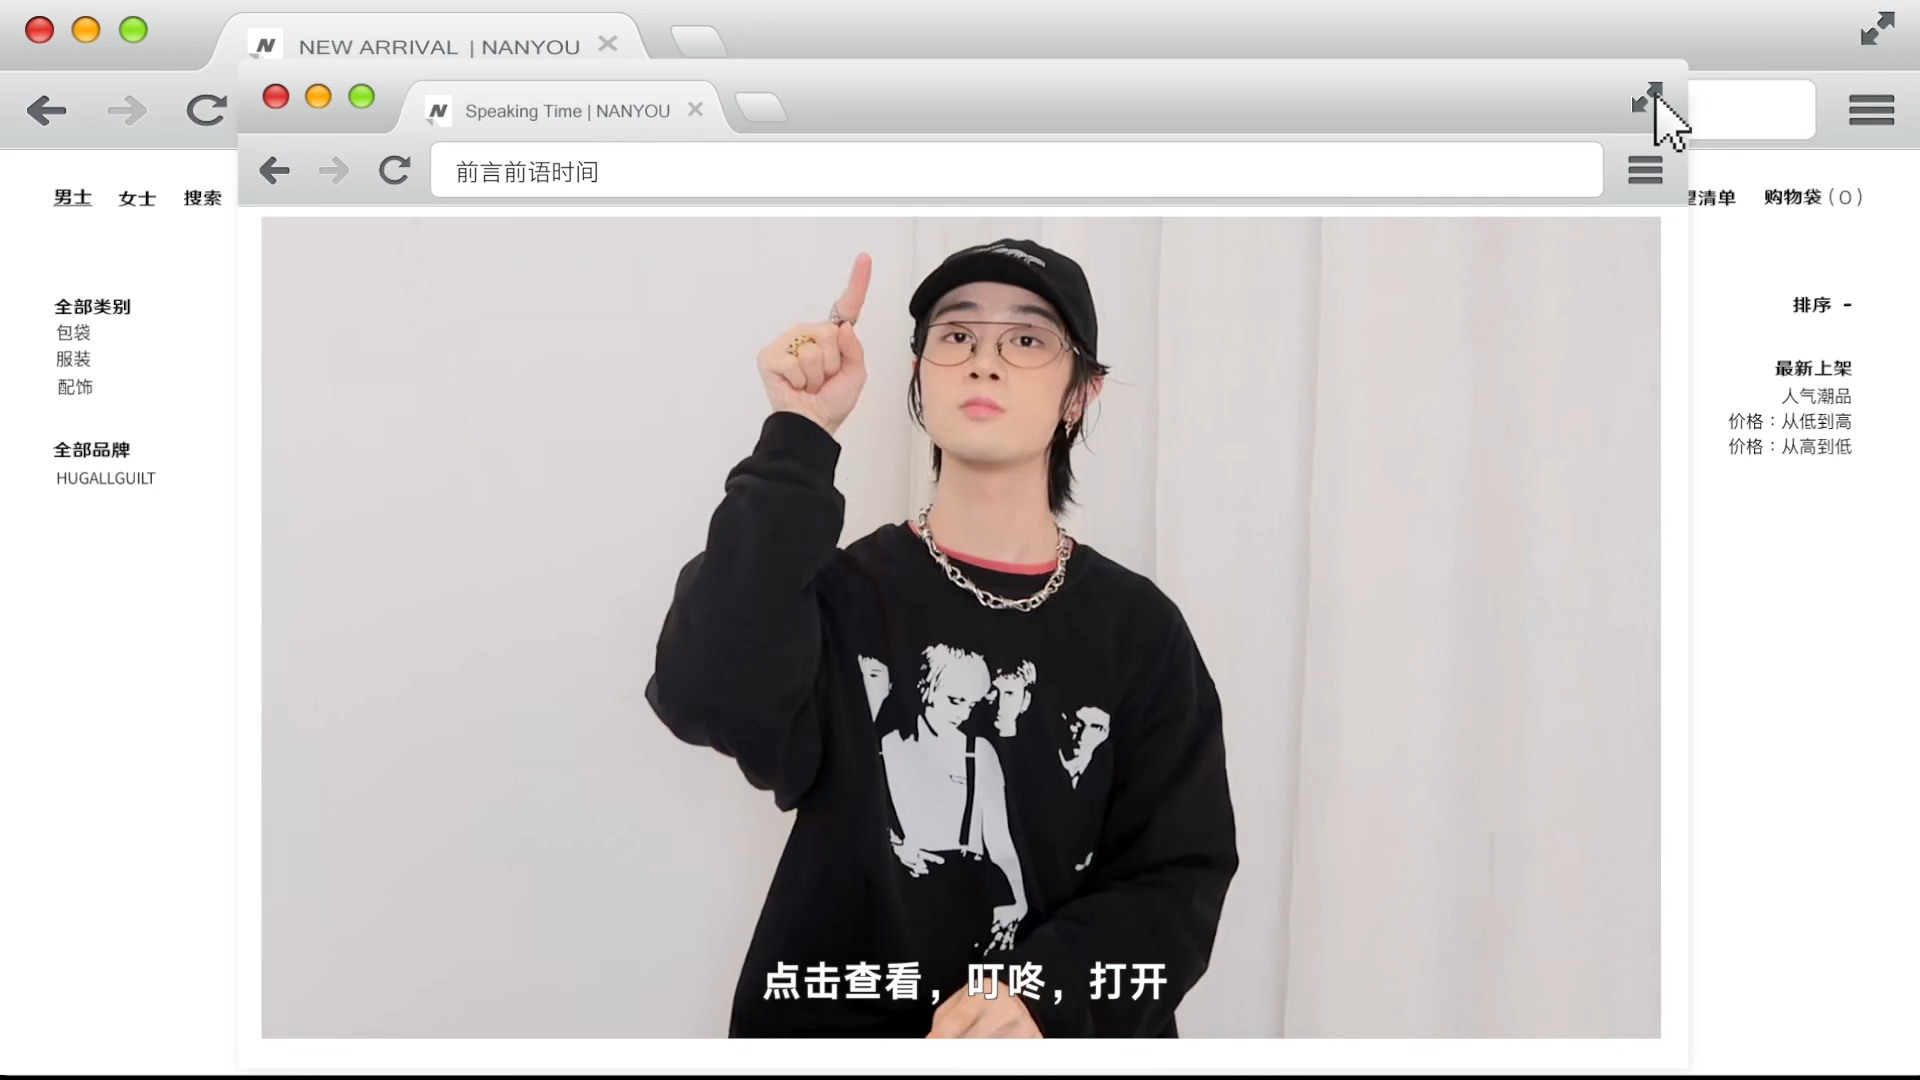 N NEW ARRIVAL | NANYOU
N Speaking Time | NANYOU
前言前语时间
男士 女士 搜索
望清单 购物袋 ( 0 )
全部类别
包袋
服装
配饰
全部品牌
HUGALLGUILT
排序 -
最新上架
人气潮品
价格：从低到高
价格：从高到低
点击查看，叮咚，打开